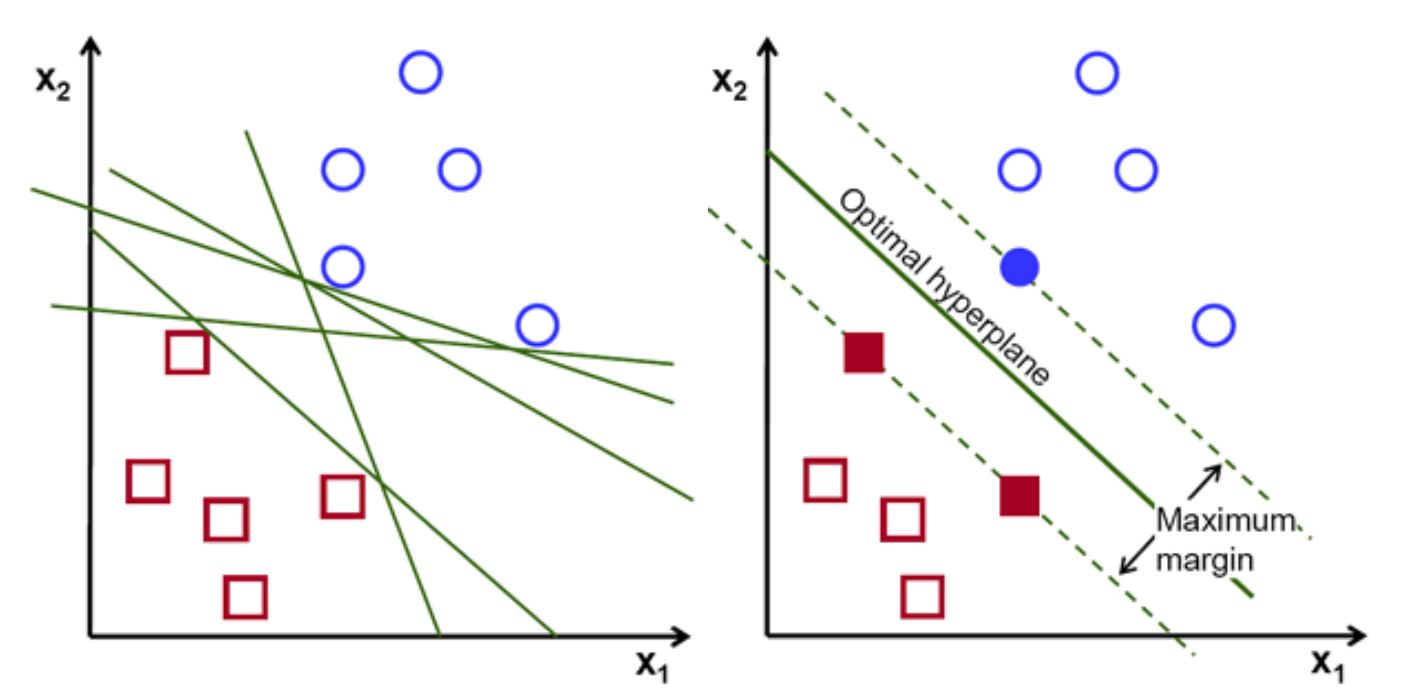 x₂
x₁
x₂
Optimal hyperplane
Maximum
margin
x₁